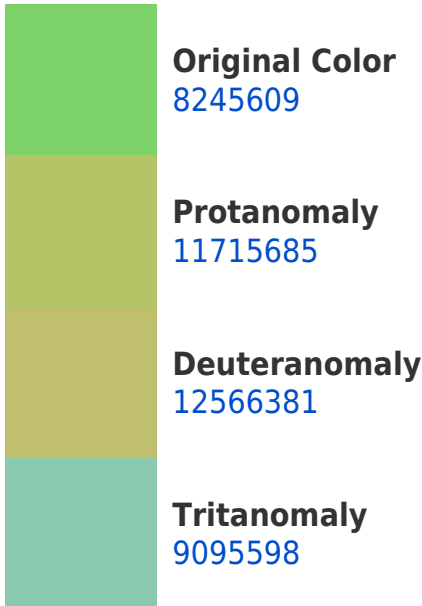 Original Color
8245609
Protanomaly
11715685
Deuteranomaly
12566381
Tritanomaly
9095598